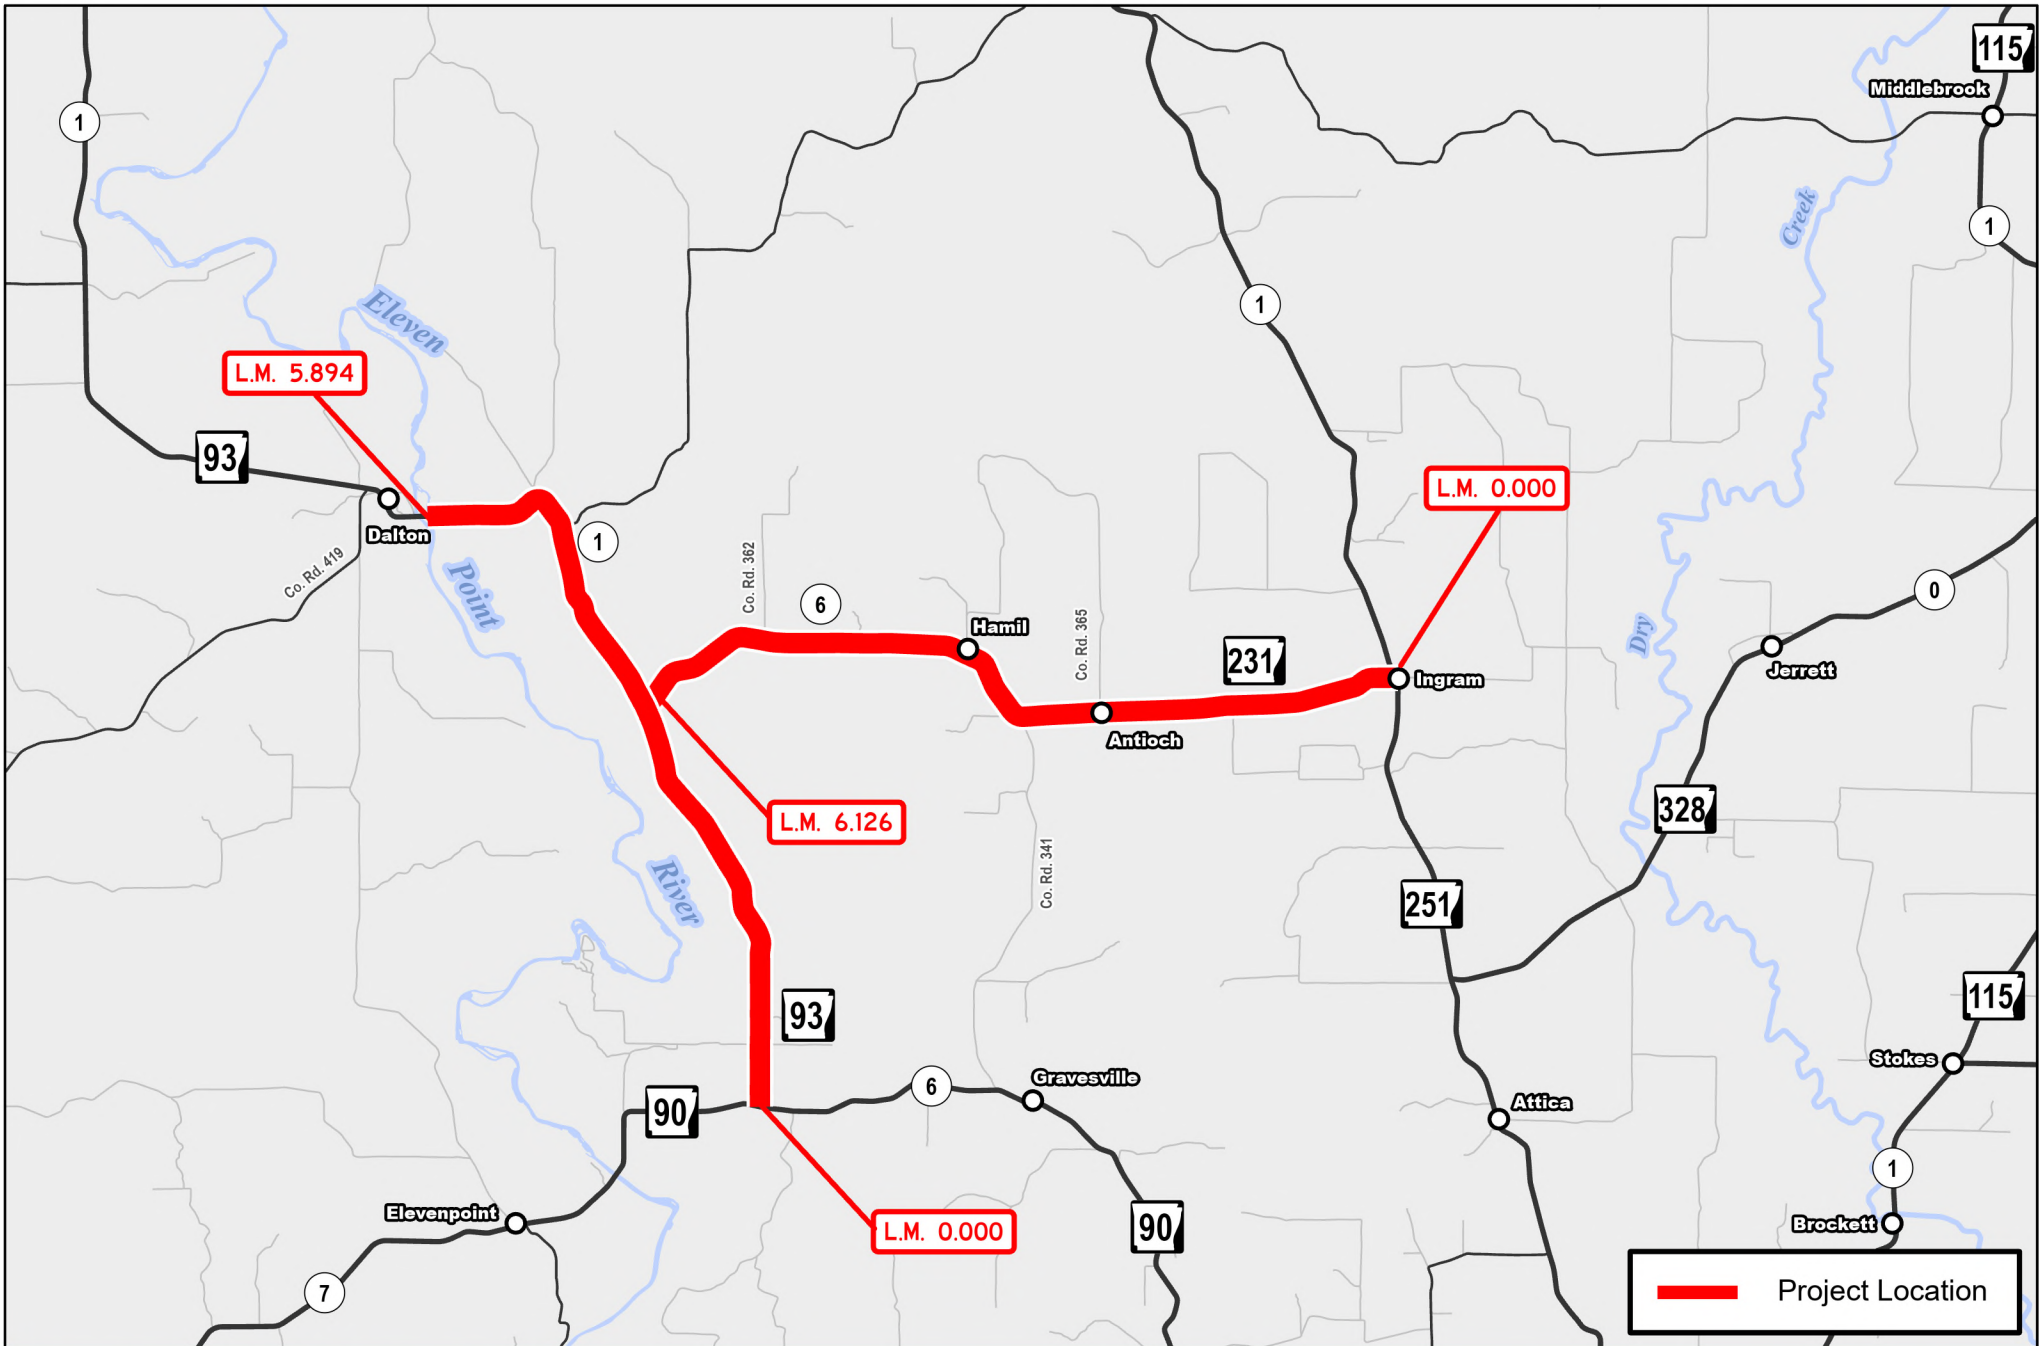 115
Middlebrook
1
Creek
1
Eleven
1
L.M. 5.894
93
L.M. 0.000
Dalton
1
Co. Rd. 419
Point
Co. Rd. 362
6
Hamil
Co. Rd. 365
231
Ingram
Dry
0
Jerrett
Antioch
L.M. 6.126
328
Co. Rd. 341
River
251
93
115
Stokes
Gravesville
6
90
Attica
1
Elevenpoint
L.M. 0.000
90
Brockett
7
Project Location